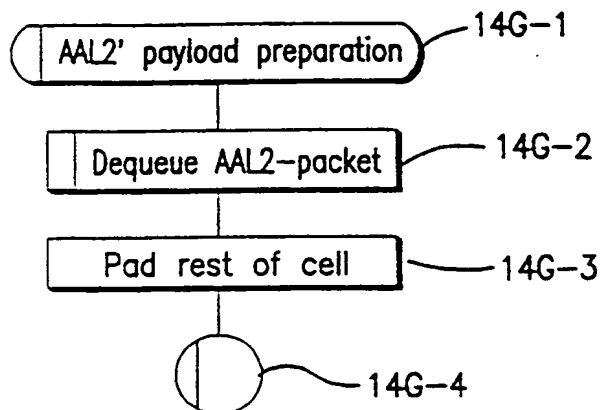 AAL2' payload preparation 14G-1
Dequeue AAL2-packet 14G-2
Pad rest of cell 14G-3
14G-4